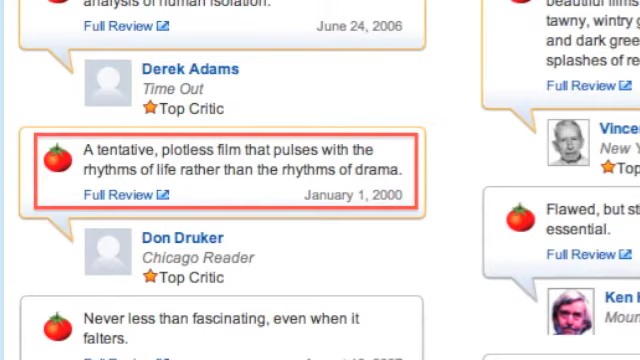 analysis of human isolation.
Full Review
June 24, 2006
Derek Adams
Time Out
Top Critic
A tentative, plotless film that pulses with the
rhythms of life rather than the rhythms of drama.
Full Review
January 1, 2000
Don Druker
Chicago Reader
Top Critic
Never less than fascinating, even when it
falters.
Full Review
beautiful films
tawny, wintry
and dark gree
splashes of re
Full Review
Vince
New Y
Top
Flawed, but st
essential.
Full Review
Ken
Moun